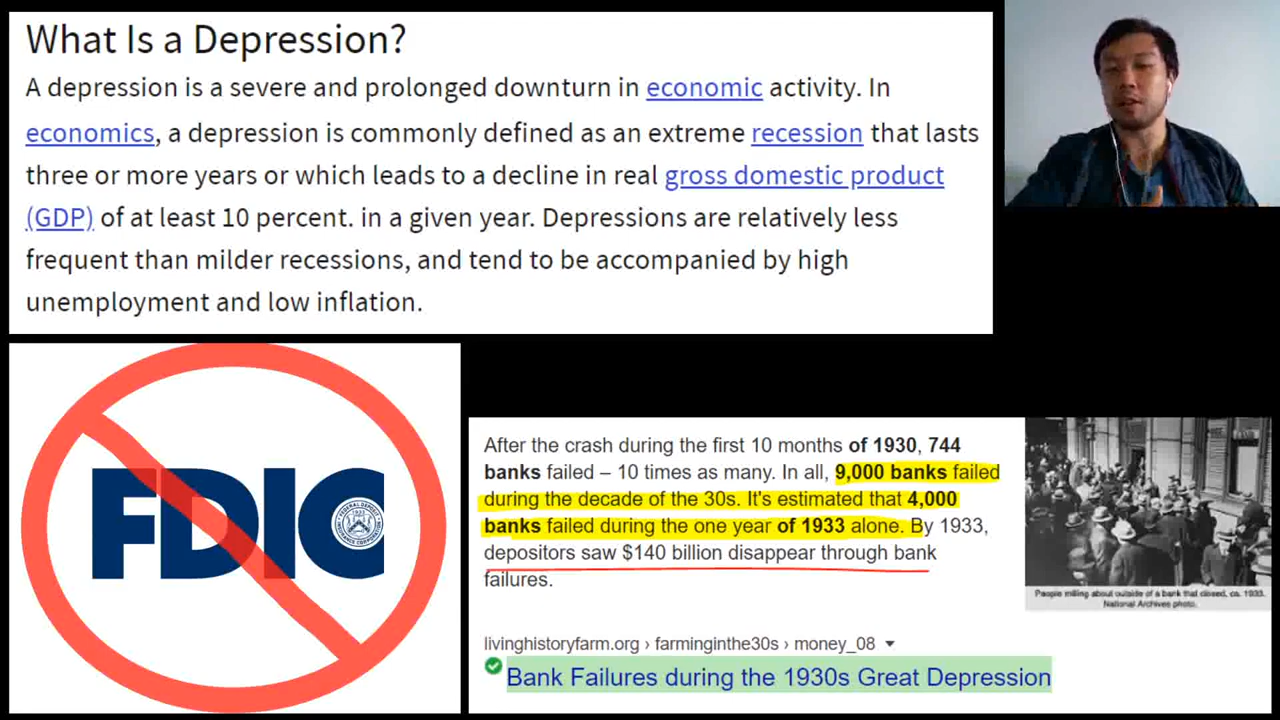 What Is a Depression?
A depression is a severe and prolonged downturn in economic activity. In
economics, a depression is commonly defined as an extreme recession that lasts
three or more years or which leads to a decline in real gross domestic product
(GDP) of at least 10 percent. in a given year. Depressions are relatively less
frequent than milder recessions, and tend to be accompanied by high
unemployment and low inflation.
FDIC
After the crash during the first 10 months of 1930, 744
banks failed – 10 times as many. In all, 9,000 banks failed
during the decade of the 30s. It's estimated that 4,000
banks failed during the one year of 1933 alone. By 1933,
depositors saw $140 billion disappear through bank
failures.
People milling about outside of a bank that closed, ca. 1933.
National Archives photo.
livinghistoryfarm.org › farminginthe30s › money_08
Bank Failures during the 1930s Great Depression